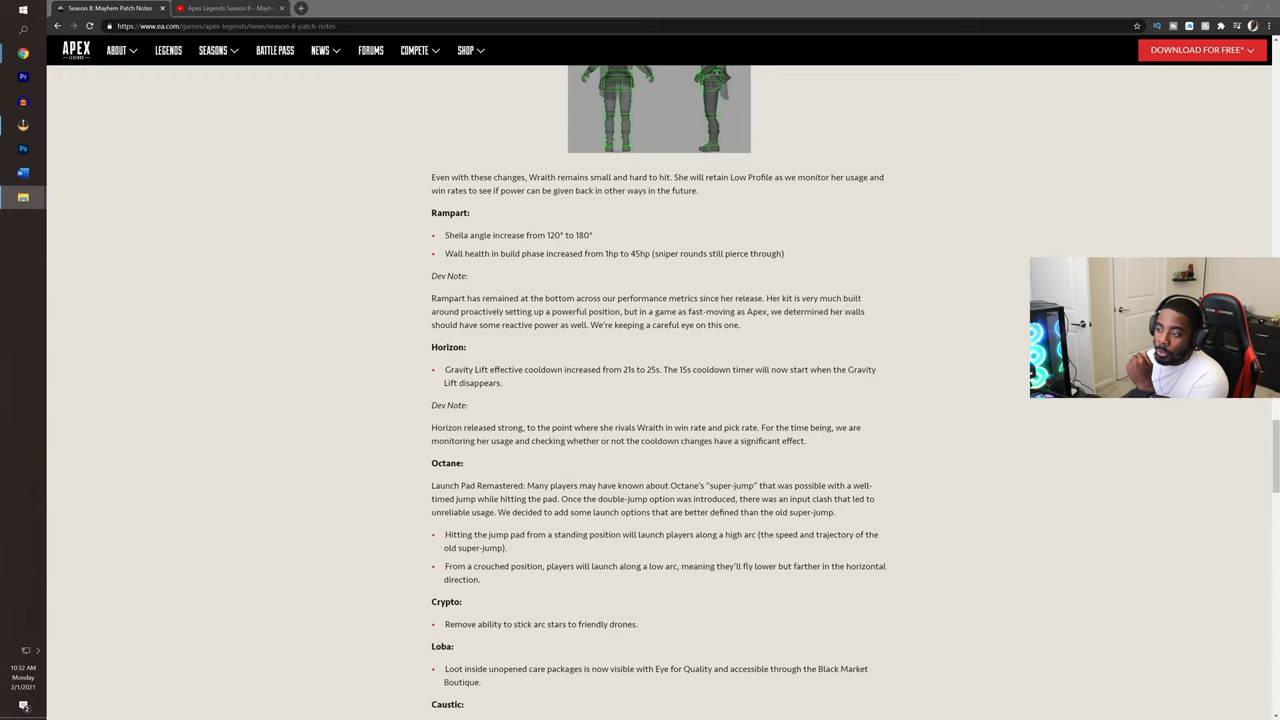 Season 8: Mayhem Patch Notes
Apex Legends Season 8 – Mayh
https://www.ea.com/games/apex-legends/news/season-8-patch-notes
APEX LEGENDS
ABOUT LEGENDS SEASONS BATTLE PASS NEWS FORUMS COMPETE SHOP
DOWNLOAD FOR FREE*
Even with these changes, Wraith remains small and hard to hit. She will retain Low Profile as we monitor her usage and
win rates to see if power can be given back in other ways in the future.
Rampart:
• Sheila angle increase from 120° to 180°
• Wall health in build phase increased from 1hp to 45hp (sniper rounds still pierce through)
Dev Note:
Rampart has remained at the bottom across our performance metrics since her release. Her kit is very much built
around proactively setting up a powerful position, but in a game as fast-moving as Apex, we determined her walls
should have some reactive power as well. We're keeping a careful eye on this one.
Horizon:
• Gravity Lift effective cooldown increased from 21s to 25s. The 15s cooldown timer will now start when the Gravity
Lift disappears.
Dev Note:
Horizon released strong, to the point where she rivals Wraith in win rate and pick rate. For the time being, we are
monitoring her usage and checking whether or not the cooldown changes have a significant effect.
Octane:
Launch Pad Remastered: Many players may have known about Octane's "super-jump" that was possible with a well-
timed jump while hitting the pad. Once the double-jump option was introduced, there was an input clash that led to
unreliable usage. We decided to add some launch options that are better defined than the old super-jump.
• Hitting the jump pad from a standing position will launch players along a high arc (the speed and trajectory of the
old super-jump).
• From a crouched position, players will launch along a low arc, meaning they'll fly lower but farther in the horizontal
direction.
Crypto:
• Remove ability to stick arc stars to friendly drones.
Loba:
• Loot inside unopened care packages is now visible with Eye for Quality and accessible through the Black Market
Boutique.
Caustic:
10:32 AM
Monday
2/1/2021